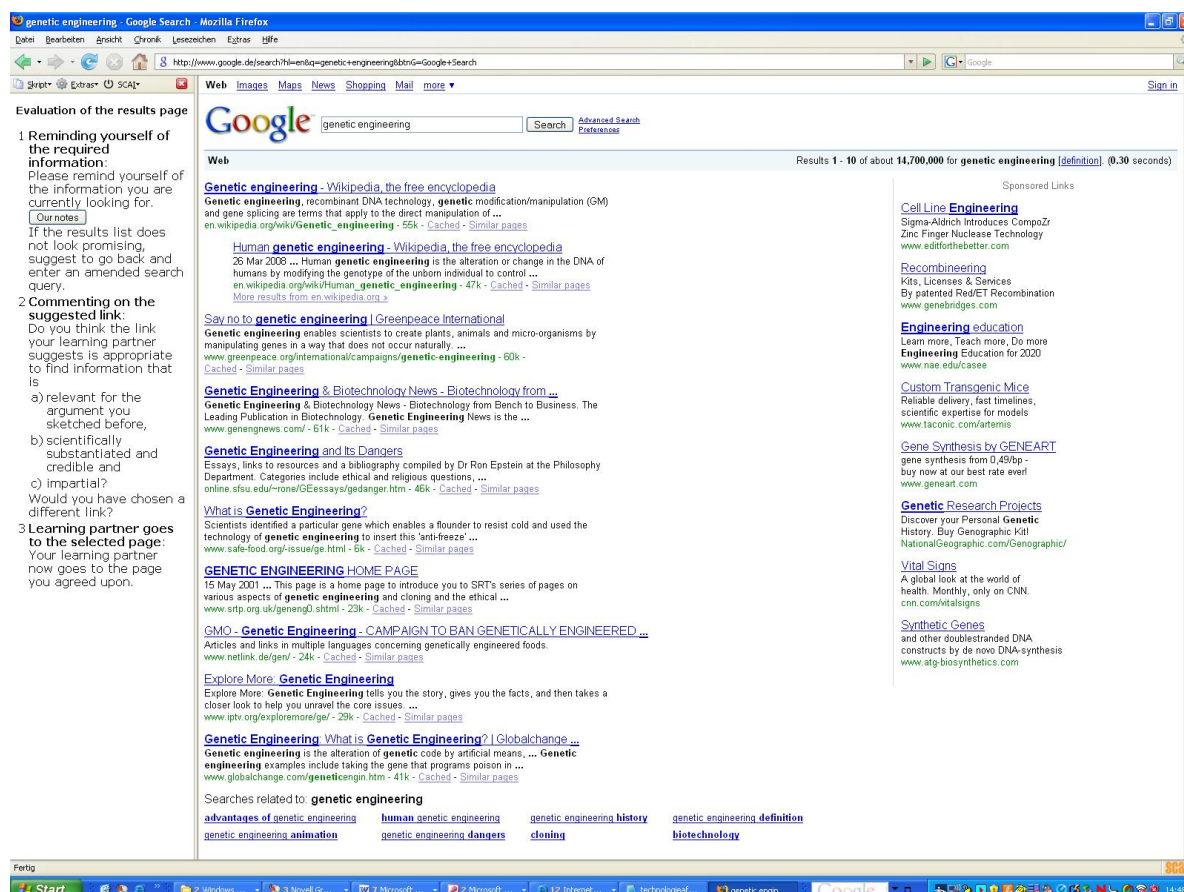 genetic engineering - Google Search - Mozilla Firefox
Datei Bearbeiten Ansicht Chronik Lesezeichen Extras Hilfe
http://www.google.de/search?hl=en&q=genetic+engineering&btnG=Google+Search
Google
Skript Extras SCAI
Evaluation of the results page
1 Reminding yourself of
the required
information:
Please remind yourself of
the information you are
currently looking for.
Our notes
If the results list does
not look promising,
suggest to go back and
enter an amended search
query.
2 Commenting on the
suggested link:
Do you think the link
your learning partner
suggests is appropriate
to find information that
is
a) relevant for the
argument you
sketched before,
b) scientifically
substantiated and
credible and
c) impartial?
Would you have chosen a
different link?
3 Learning partner goes
to the selected page:
Your learning partner
now goes to the page
you agreed upon.
Web Images Maps News Shopping Mail more ▼
Sign in
Google
genetic engineering
Search
Advanced Search
Preferences
Web
Results 1 - 10 of about 14,700,000 for genetic engineering [definition]. (0.30 seconds)
Genetic engineering - Wikipedia, the free encyclopedia
Genetic engineering, recombinant DNA technology, genetic modification/manipulation (GM)
and gene splicing are terms that apply to the direct manipulation of ...
en.wikipedia.org/wiki/Genetic_engineering - 55k - Cached - Similar pages
Human genetic engineering - Wikipedia, the free encyclopedia
26 Mar 2008 ... Human genetic engineering is the alteration or change in the DNA of
humans by modifying the genotype of the unborn individual to control ...
en.wikipedia.org/wiki/Human_genetic_engineering - 47k - Cached - Similar pages
More results from en.wikipedia.org »
Say no to genetic engineering | Greenpeace International
Genetic engineering enables scientists to create plants, animals and micro-organisms by
manipulating genes in a way that does not occur naturally. ...
www.greenpeace.org/international/campaigns/genetic-engineering - 60k -
Cached - Similar pages
Genetic Engineering & Biotechnology News - Biotechnology from ...
Genetic Engineering & Biotechnology News - Biotechnology from Bench to Business. The
Leading Publication in Biotechnology. Genetic Engineering News is the ...
www.genengnews.com/ - 61k - Cached - Similar pages
Genetic Engineering and Its Dangers
Essays, links to resources and a bibliography compiled by Dr Ron Epstein at the Philosophy
Department. Categories include ethical and religious questions, ...
online.sfsu.edu/~rone/GEessays/gedanger.htm - 46k - Cached - Similar pages
What is Genetic Engineering?
Scientists identified a particular gene which enables a flounder to resist cold and used the
technology of genetic engineering to insert this 'anti-freeze' ...
www.safe-food.org/-issue/ge.html - 6k - Cached - Similar pages
GENETIC ENGINEERING HOME PAGE
15 May 2001 ... This page is a home page to introduce you to SRT's series of pages on
various aspects of genetic engineering and cloning and the ethical ...
www.srtp.org.uk/geneng0.shtml - 23k - Cached - Similar pages
GMO - Genetic Engineering - CAMPAIGN TO BAN GENETICALLY ENGINEERED ...
Articles and links in multiple languages concerning genetically engineered foods.
www.netlink.de/gen/ - 24k - Cached - Similar pages
Explore More: Genetic Engineering
Explore More: Genetic Engineering tells you the story, gives you the facts, and then takes a
closer look to help you unravel the core issues. ...
www.iptv.org/exploremore/ge/ - 29k - Cached - Similar pages
Genetic Engineering: What is Genetic Engineering? | Globalchange ...
Genetic engineering is the alteration of genetic code by artificial means, ... Genetic
engineering examples include taking the gene that programs poison in ...
www.globalchange.com/geneticengin.htm - 41k - Cached - Similar pages
Searches related to: genetic engineering
advantages of genetic engineering human genetic engineering genetic engineering history genetic engineering definition
genetic engineering animation genetic engineering dangers cloning biotechnology
Sponsored Links
Cell Line Engineering
Sigma-Aldrich Introduces CompoZr
Zinc Finger Nuclease Technology
www.editforthebetter.com
Recombineering
Kits, Licenses & Services
By patented Red/ET Recombination
www.genebridges.com
Engineering education
Learn more, Teach more, Do more
Engineering Education for 2020
www.nae.edu/casee
Custom Transgenic Mice
Reliable delivery, fast timelines,
scientific expertise for models
www.taconic.com/artemis
Gene Synthesis by GENEART
gene synthesis from 0,49/bp -
buy now at our best rate ever!
www.geneart.com
Genetic Research Projects
Discover your Personal Genetic
History. Buy Genographic Kit!
NationalGeographic.com/Genographic/
Vital Signs
A global look at the world of
health. Monthly, only on CNN.
cnn.com/vitalsigns
Synthetic Genes
and other doublestranded DNA
constructs by de novo DNA-synthesis
www.atg-biosynthetics.com
Fertig
Start 2 Windows ... 3 Novell Gr... 7 Microsoft ... 2 Microsoft ... 12 Internet... technologieaf... genetic engin... Google